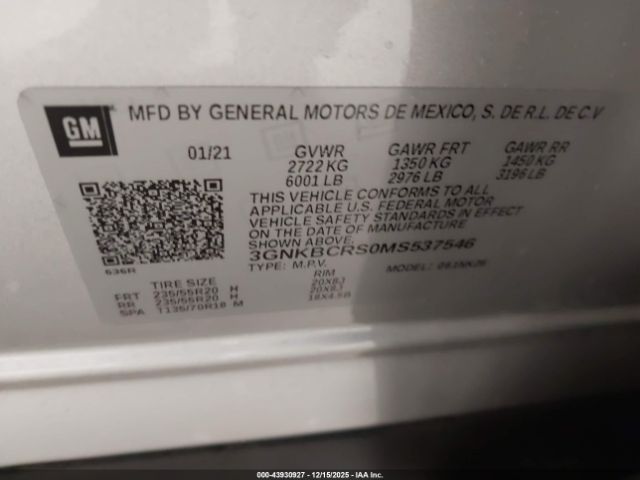 GM
MFD BY GENERAL MOTORS DE MEXICO, S. DE R.L. DE C.V
01/21 GVWR GAWR FRT GAWR RR
2722 KG 1350 KG 1450 KG
6001 LB 2976 LB 3196 LB
THIS VEHICLE CONFORMS TO ALL
APPLICABLE U.S. FEDERAL MOTOR
VEHICLE SAFETY STANDARDS IN EFFECT
ON THE DATE OF MANUFACTURE
SHOWN ABOVE.
3GNKBCRS0MS537546
TYPE: M.P.V. MODEL:
636R
TIRE SIZE RIM
FRT 235/55R20 H 20X8J
RR 235/55R20 H 20X8J
SPA T135/70R18 M 18X4.5B
000-43930927 - 12/15/2025 - IAA Inc.